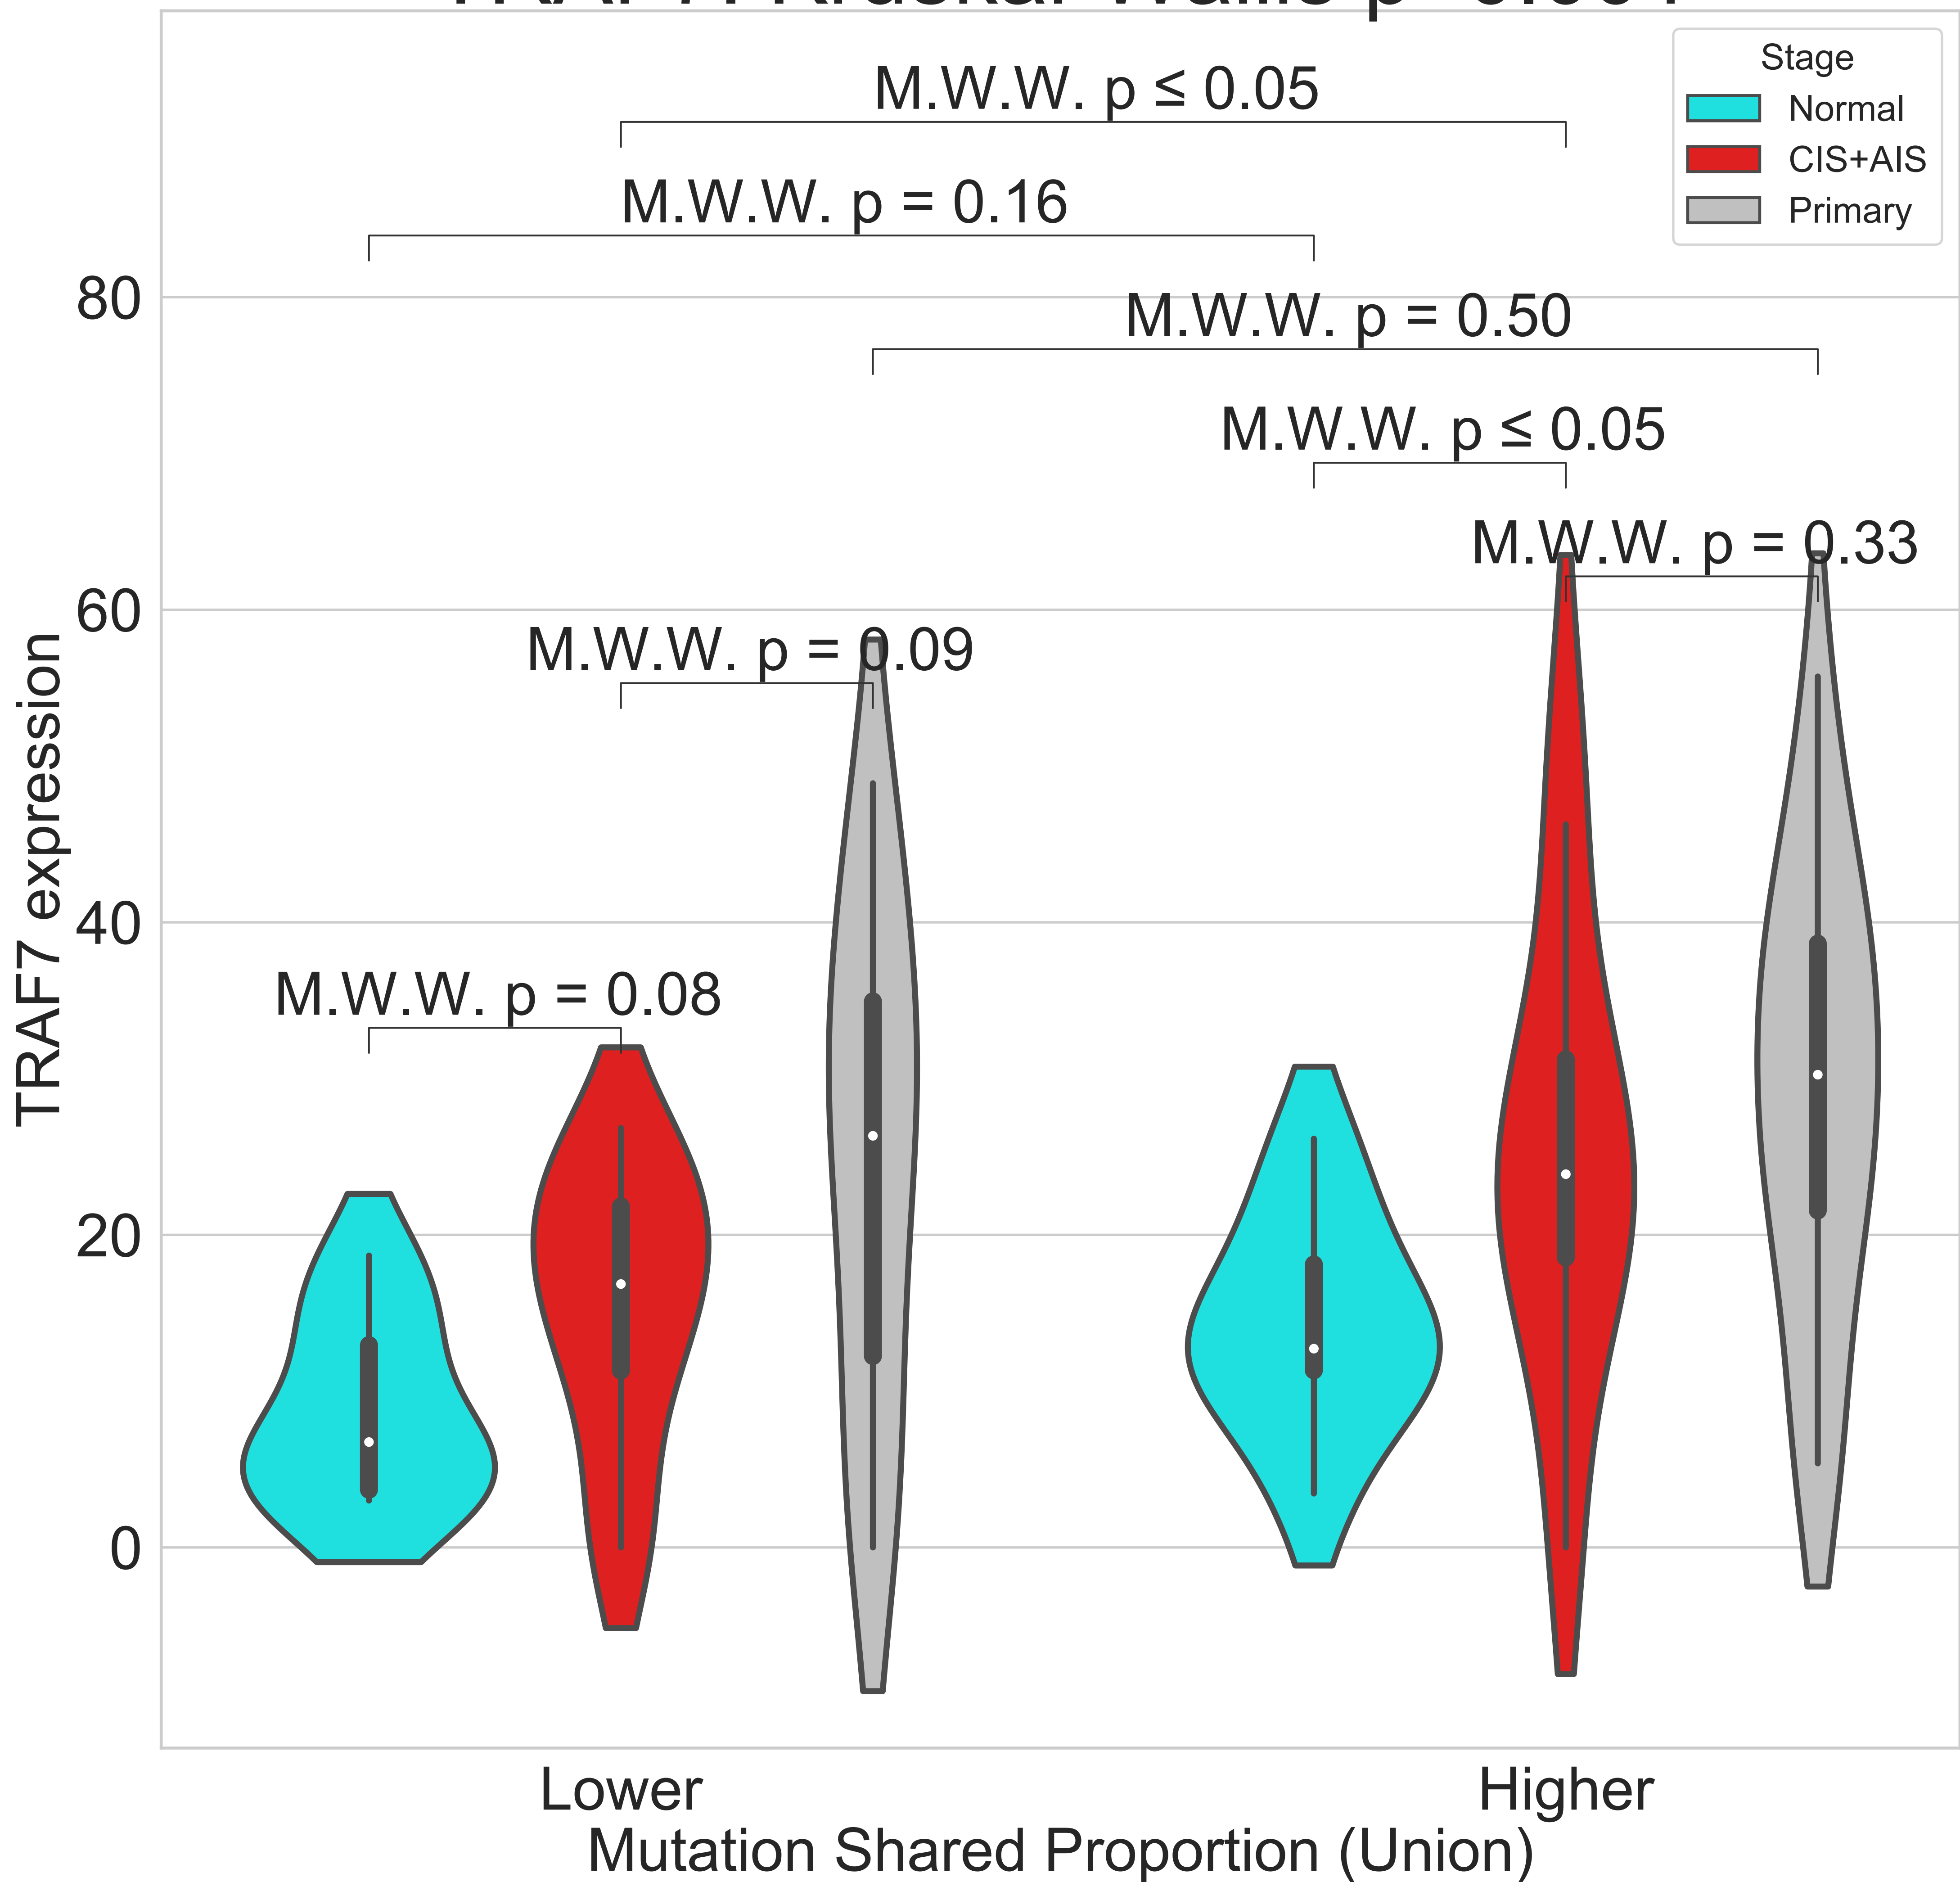 M.W.W. p ≤ 0.05
M.W.W. p = 0.16
M.W.W. p = 0.50
M.W.W. p ≤ 0.05
M.W.W. p = 0.33
M.W.W. p = 0.09
M.W.W. p = 0.08
Stage
Normal
CIS+AIS
Primary
TRAF7 expression
80
60
40
20
0
Lower
Higher
Mutation Shared Proportion (Union)